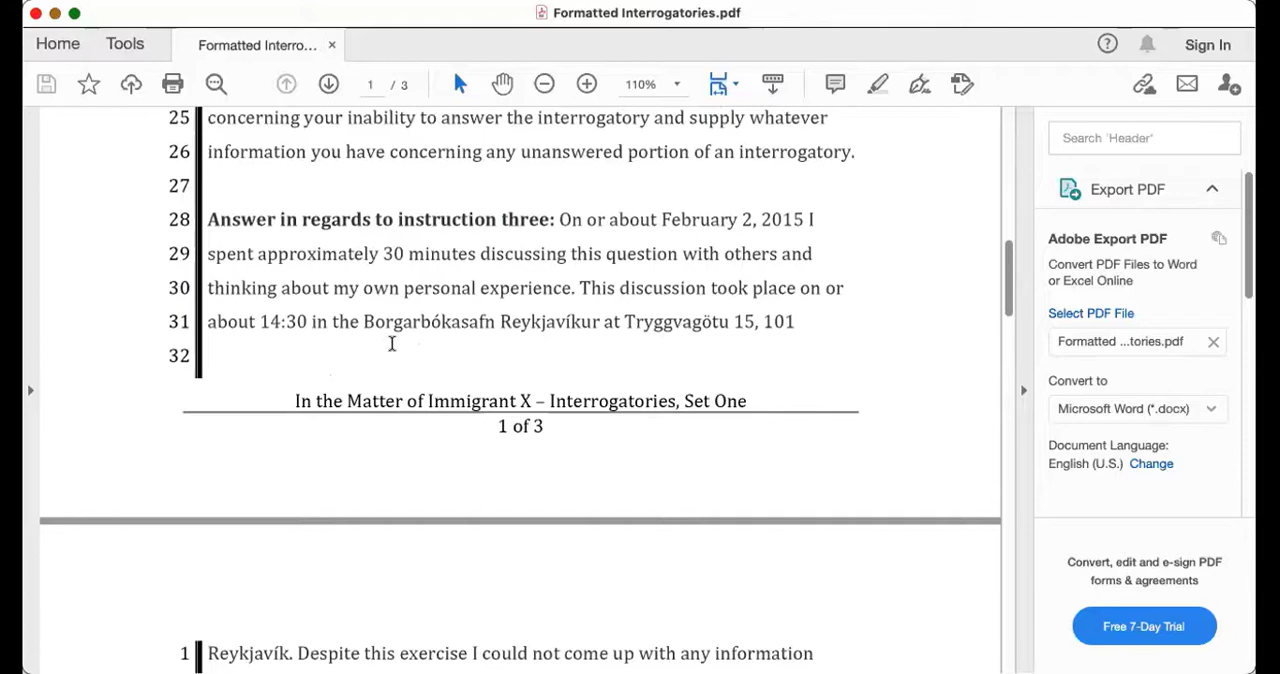 Formatted Interrogatories.pdf
Home Tools Formatted Interro... × Sign In
1 / 3 110%
25 concerning your inability to answer the interrogatory and supply whatever
26 information you have concerning any unanswered portion of an interrogatory.
27
28 Answer in regards to instruction three: On or about February 2, 2015 I
29 spent approximately 30 minutes discussing this question with others and
30 thinking about my own personal experience. This discussion took place on or
31 about 14:30 in the Borgarbókasafn Reykjavíkur at Tryggvagötu 15, 101
32
In the Matter of Immigrant X – Interrogatories, Set One
1 of 3
1 Reykjavík. Despite this exercise I could not come up with any information
Search 'Header'
Export PDF
Adobe Export PDF
Convert PDF Files to Word
or Excel Online
Select PDF File
Formatted ...tories.pdf
Convert to
Microsoft Word (*.docx)
Document Language:
English (U.S.) Change
Convert, edit and e-sign PDF
forms & agreements
Free 7-Day Trial